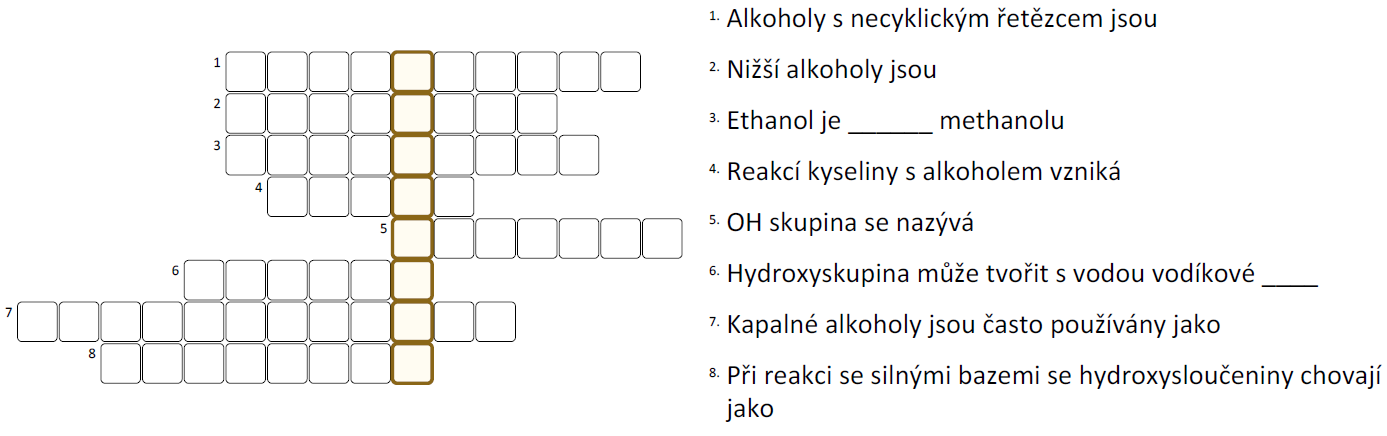 1. Alkoholy s necyklickým řetězcem jsou
1
2. Nižší alkoholy jsou
2
3. Ethanol je ______ methanolu
3
4. Reakcí kyseliny s alkoholem vzniká
4
5. OH skupina se nazývá
5
6. Hydroxyskupina může tvořit s vodou vodíkové ____
6
7. Kapalné alkoholy jsou často používány jako
7
8. Při reakci se silnými bazemi se hydroxysloučeniny chovají
jako
8